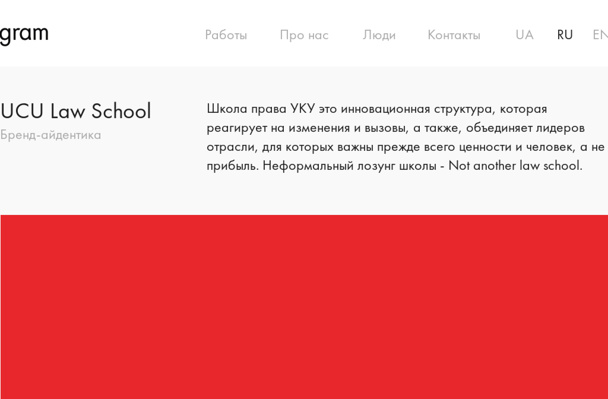 gram
Работы Про нас Люди Контакты UA RU EN
UCU Law School
Бренд-айдентика
Школа права УКУ это инновационная структура, которая
реагирует на изменения и вызовы, а также, объединяет лидеров
отрасли, для которых важны прежде всего ценности и человек, а не
прибыль. Неформальный лозунг школы - Not another law school.